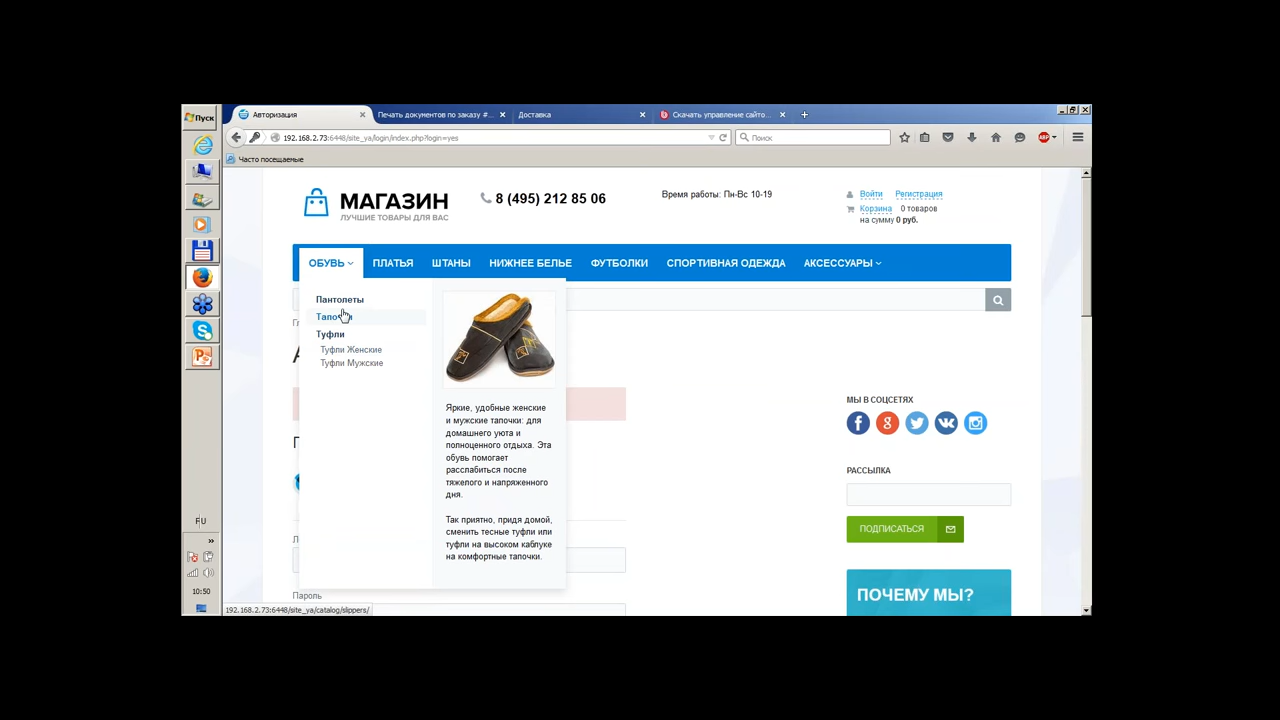 Пуск
Авторизация
Печать документов по заказу #...
Доставка
Скачать управление сайто...
192.168.2.73:6448/site_ya/login/index.php?login=yes
Поиск
ABP
Часто посещаемые
МАГАЗИН
ЛУЧШИЕ ТОВАРЫ ДЛЯ ВАС
8 (495) 212 85 06
Время работы: Пн-Вс 10-19
Войти Регистрация
Корзина 0 товаров
на сумму 0 руб.
ОБУВЬ ПЛАТЬЯ ШТАНЫ НИЖНЕЕ БЕЛЬЕ ФУТБОЛКИ СПОРТИВНАЯ ОДЕЖДА АКСЕССУАРЫ
Пантолеты
Тапочки
Туфли
Туфли Женские
Туфли Мужские
Яркие, удобные женские
и мужские тапочки: для
домашнего уюта и
полноценного отдыха. Эта
обувь помогает
расслабиться после
тяжелого и напряженного
дня.
Так приятно, придя домой,
сменить тесные туфли или
туфли на высоком каблуке
на комфортные тапочки.
Пароль
МЫ В СОЦСЕТЯХ
РАССЫЛКА
ПОДПИСАТЬСЯ
ПОЧЕМУ МЫ?
10:50
192.168.2.73:6448/site_ya/catalog/slippers/